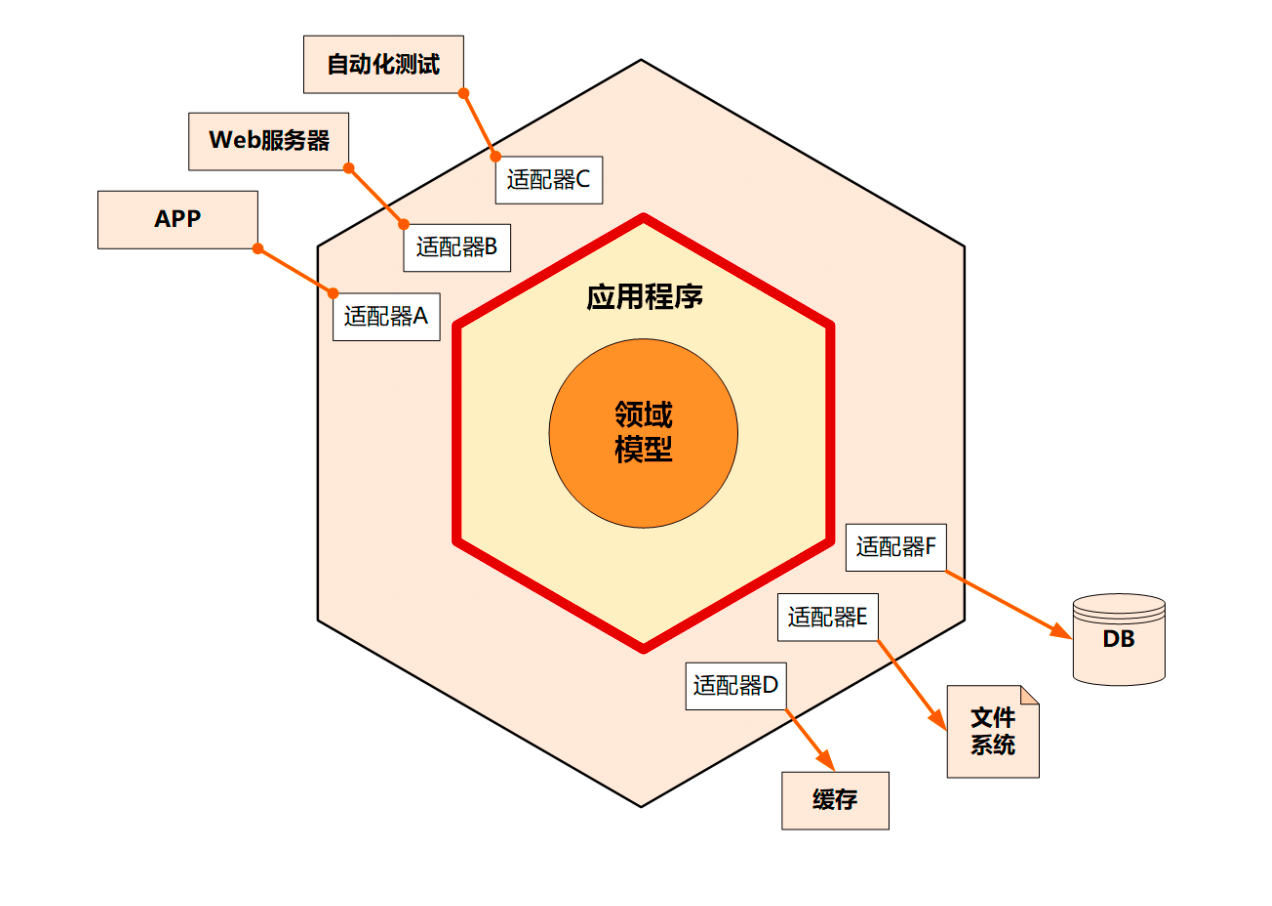 自动化测试
Web服务器
适配器C
APP
适配器B
适配器A
应用程序
领域
模型
适配器F
适配器E
DB
适配器D
文件
系统
缓存